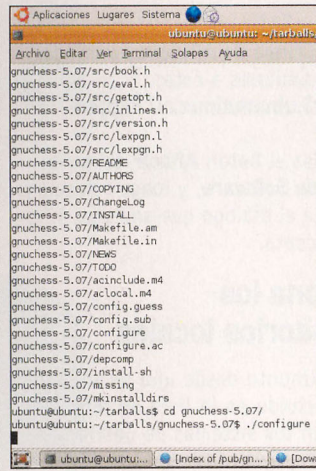 Aplicaciones Lugares Sistema
ubuntu@ubuntu: ~/tarballs
Archivo Editar Ver Terminal Solapas Ayuda
gnuchess-5.07/src/book.h
gnuchess-5.07/src/eval.h
gnuchess-5.07/src/getopt.h
gnuchess-5.07/src/inlines.h
gnuchess-5.07/src/version.h
gnuchess-5.07/src/lexpgn.l
gnuchess-5.07/src/lexpgn.h
gnuchess-5.07/README
gnuchess-5.07/AUTHORS
gnuchess-5.07/COPYING
gnuchess-5.07/ChangeLog
gnuchess-5.07/INSTALL
gnuchess-5.07/Makefile.am
gnuchess-5.07/Makefile.in
gnuchess-5.07/NEWS
gnuchess-5.07/TODO
gnuchess-5.07/acinclude.m4
gnuchess-5.07/aclocal.m4
gnuchess-5.07/config.guess
gnuchess-5.07/config.sub
gnuchess-5.07/configure
gnuchess-5.07/configure.ac
gnuchess-5.07/depcomp
gnuchess-5.07/install-sh
gnuchess-5.07/missing
gnuchess-5.07/mkinstalldirs
ubuntu@ubuntu:~/tarballs$ cd gnuchess-5.07/
ubuntu@ubuntu:~/tarballs/gnuchess-5.07$ ./configure
ubuntu@ubuntu:... [Index of /pub/gn... [Dow